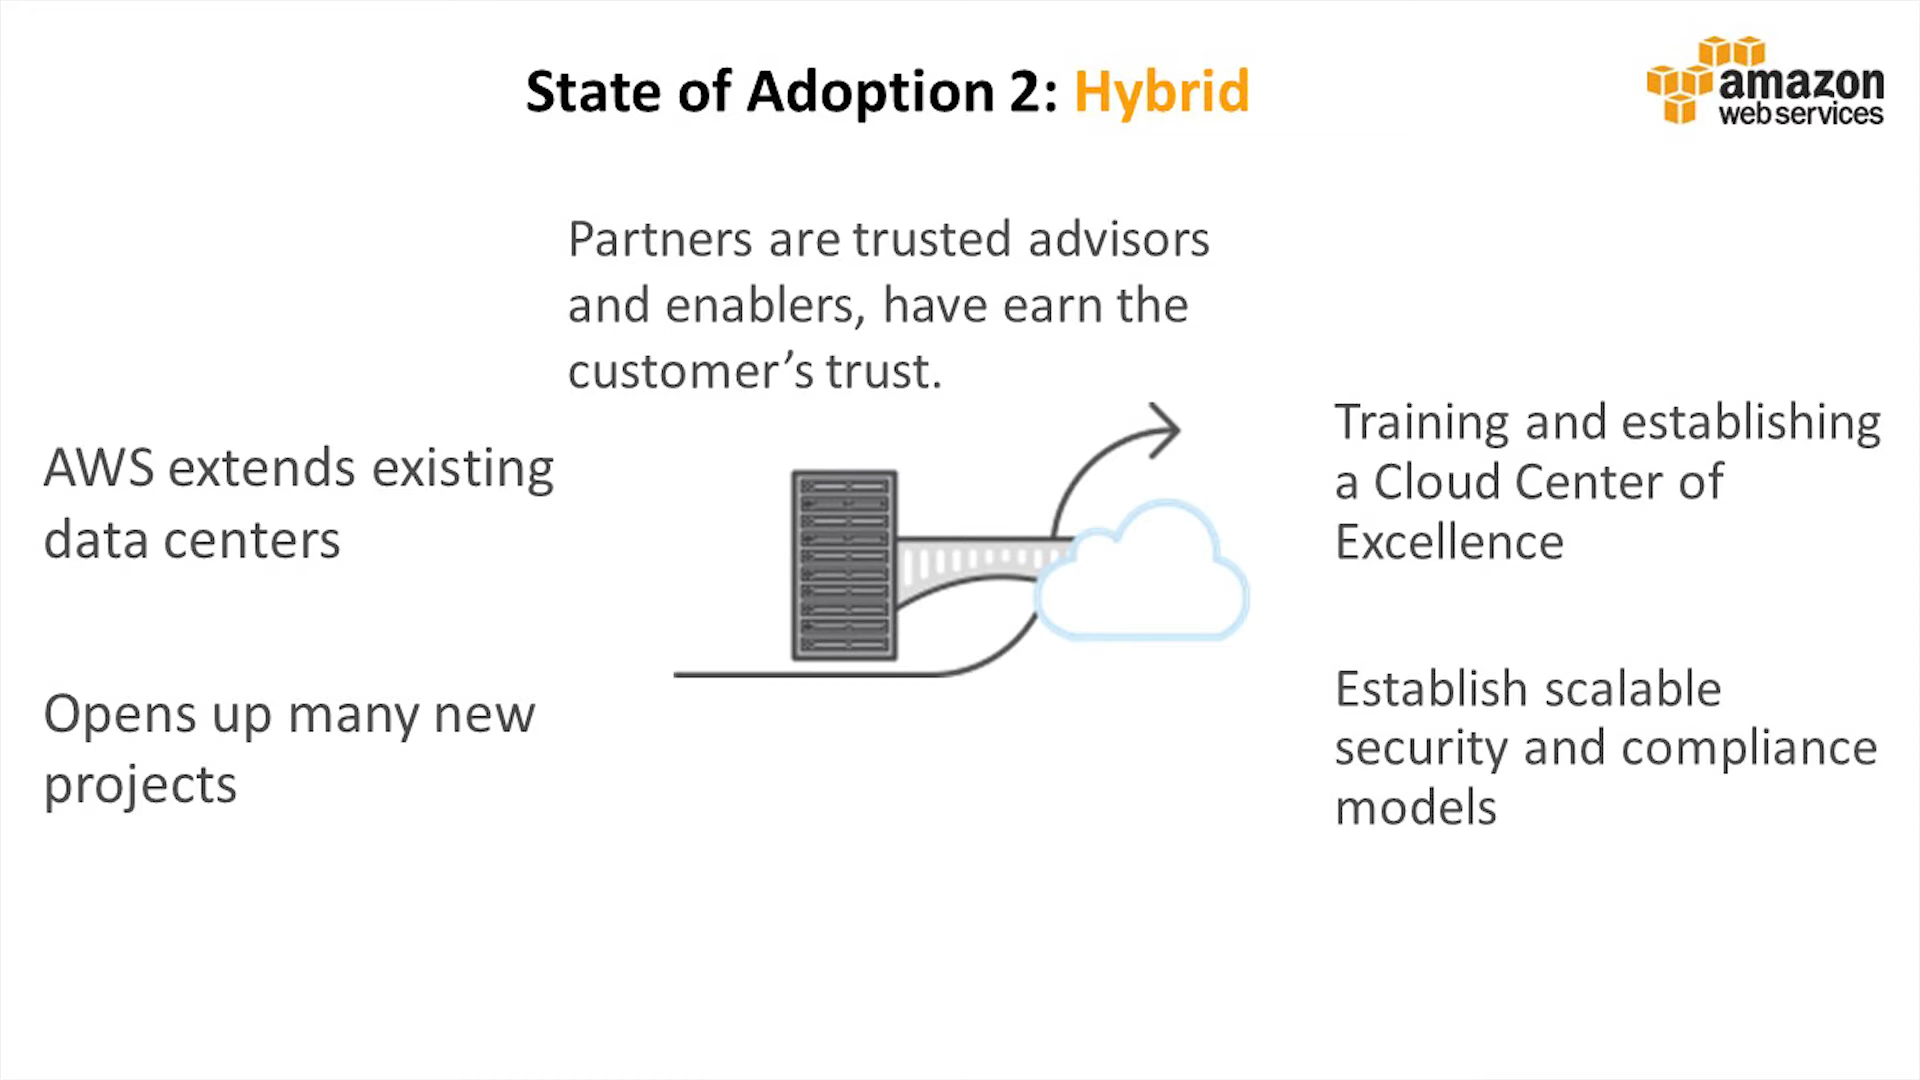 State of Adoption 2: Hybrid
amazon
web services
Partners are trusted advisors
and enablers, have earn the
customer’s trust.
AWS extends existing
data centers
Opens up many new
projects
Training and establishing
a Cloud Center of
Excellence
Establish scalable
security and compliance
models